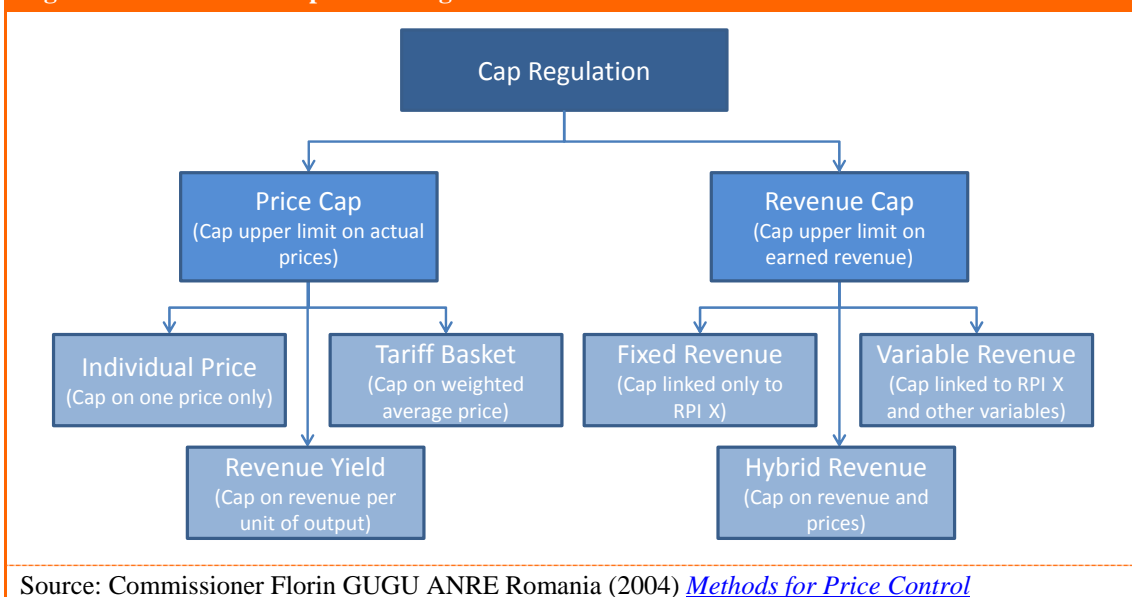 Cap Regulation
Price Cap
(Cap upper limit on actual
prices)
Revenue Cap
(Cap upper limit on
earned revenue)
Individual Price
(Cap on one price only)
Tariff Basket
(Cap on weighted
average price)
Fixed Revenue
(Cap linked only to
RPI X)
Variable Revenue
(Cap linked to RPI X
and other variables)
Revenue Yield
(Cap on revenue per
unit of output)
Hybrid Revenue
(Cap on revenue and
prices)
Source: Commissioner Florin GUGU ANRE Romania (2004) Methods for Price Control